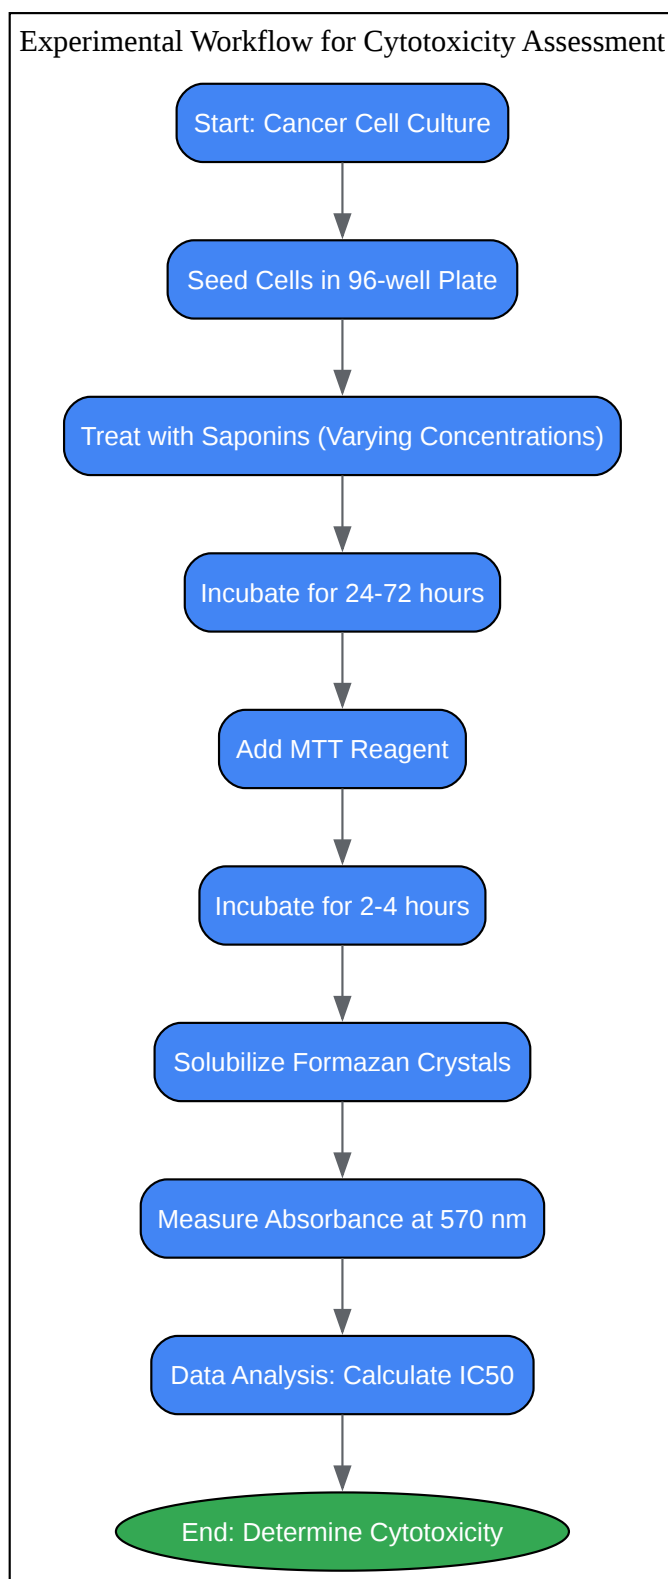 Experimental Workflow for Cytotoxicity Assessment
Start: Cancer Cell Culture
Seed Cells in 96-well Plate
Treat with Saponins (Varying Concentrations)
Incubate for 24-72 hours
Add MTT Reagent
Incubate for 2-4 hours
Solubilize Formazan Crystals
Measure Absorbance at 570 nm
Data Analysis: Calculate IC50
End: Determine Cytotoxicity